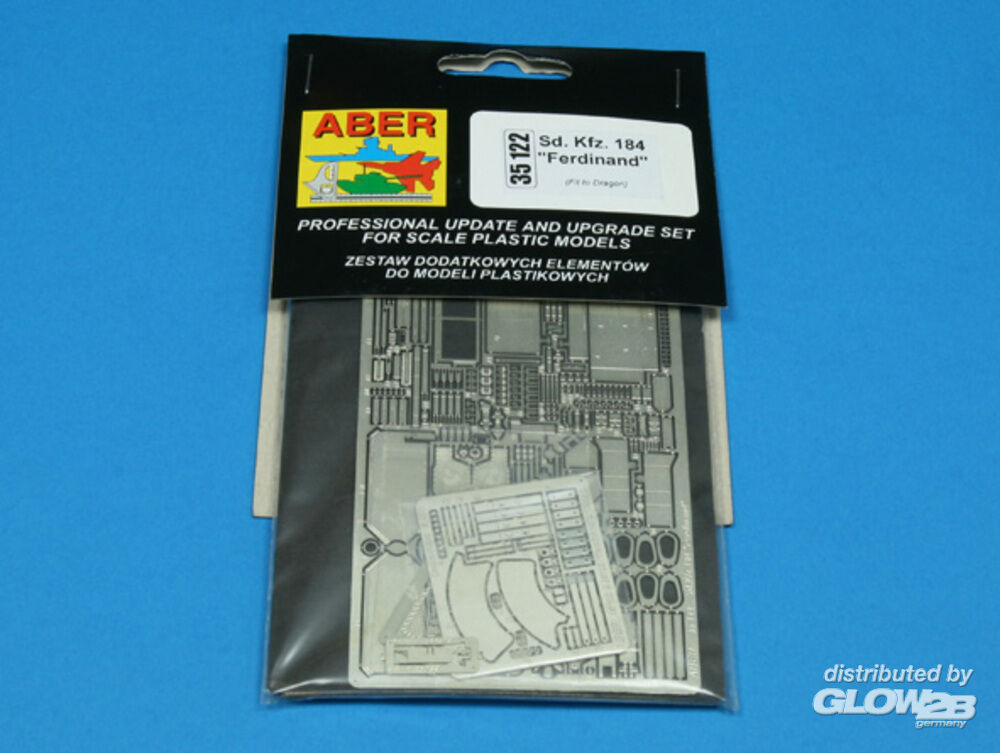 ABER
35 122
Sd. Kfz. 184
"Ferdinand"
(Fit to Dragon)
PROFESSIONAL UPDATE AND UPGRADE SET
FOR SCALE PLASTIC MODELS
ZESTAW DODATKOWYCH ELEMENTÓW
DO MODELI PLASTIKOWYCH
distributed by
GLOW2B
germany